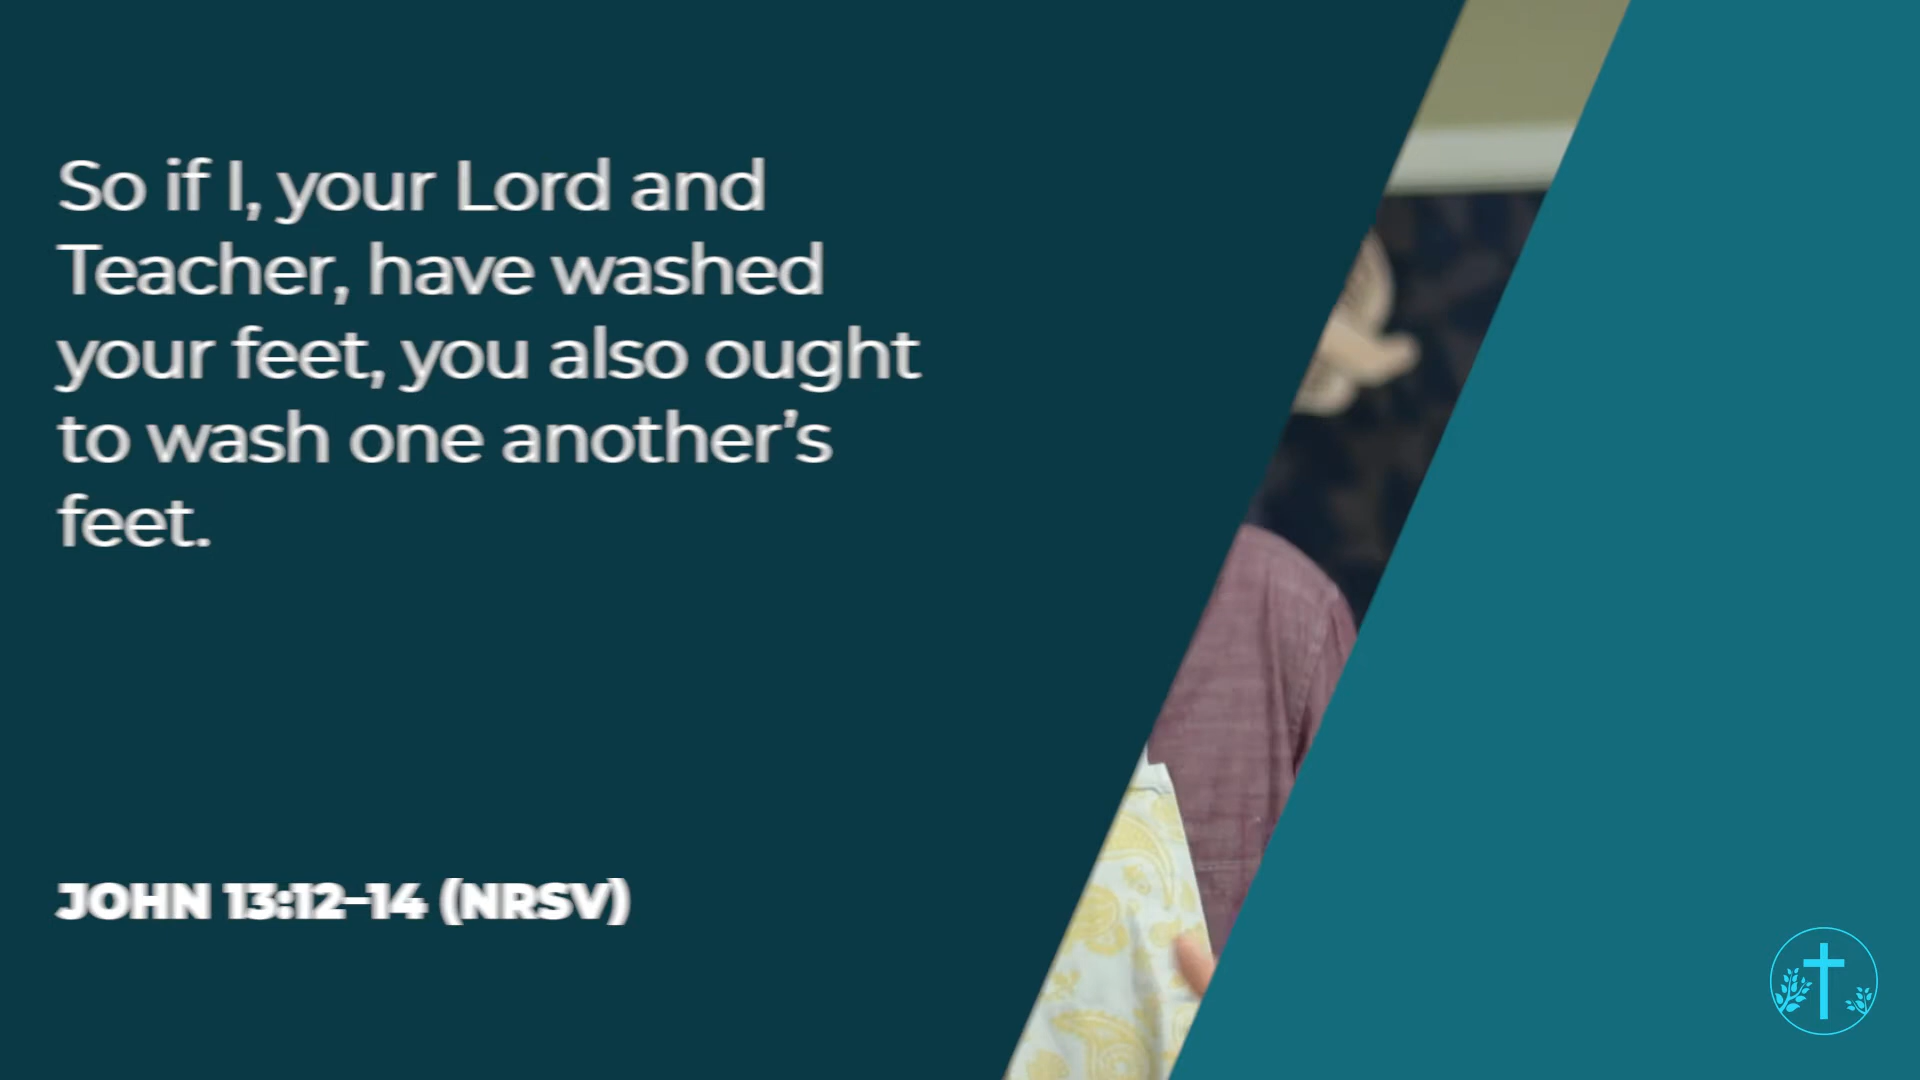 So if I, your Lord and
Teacher, have washed
your feet, you also ought
to wash one another’s
feet.
JOHN 13:12–14 (NRSV)